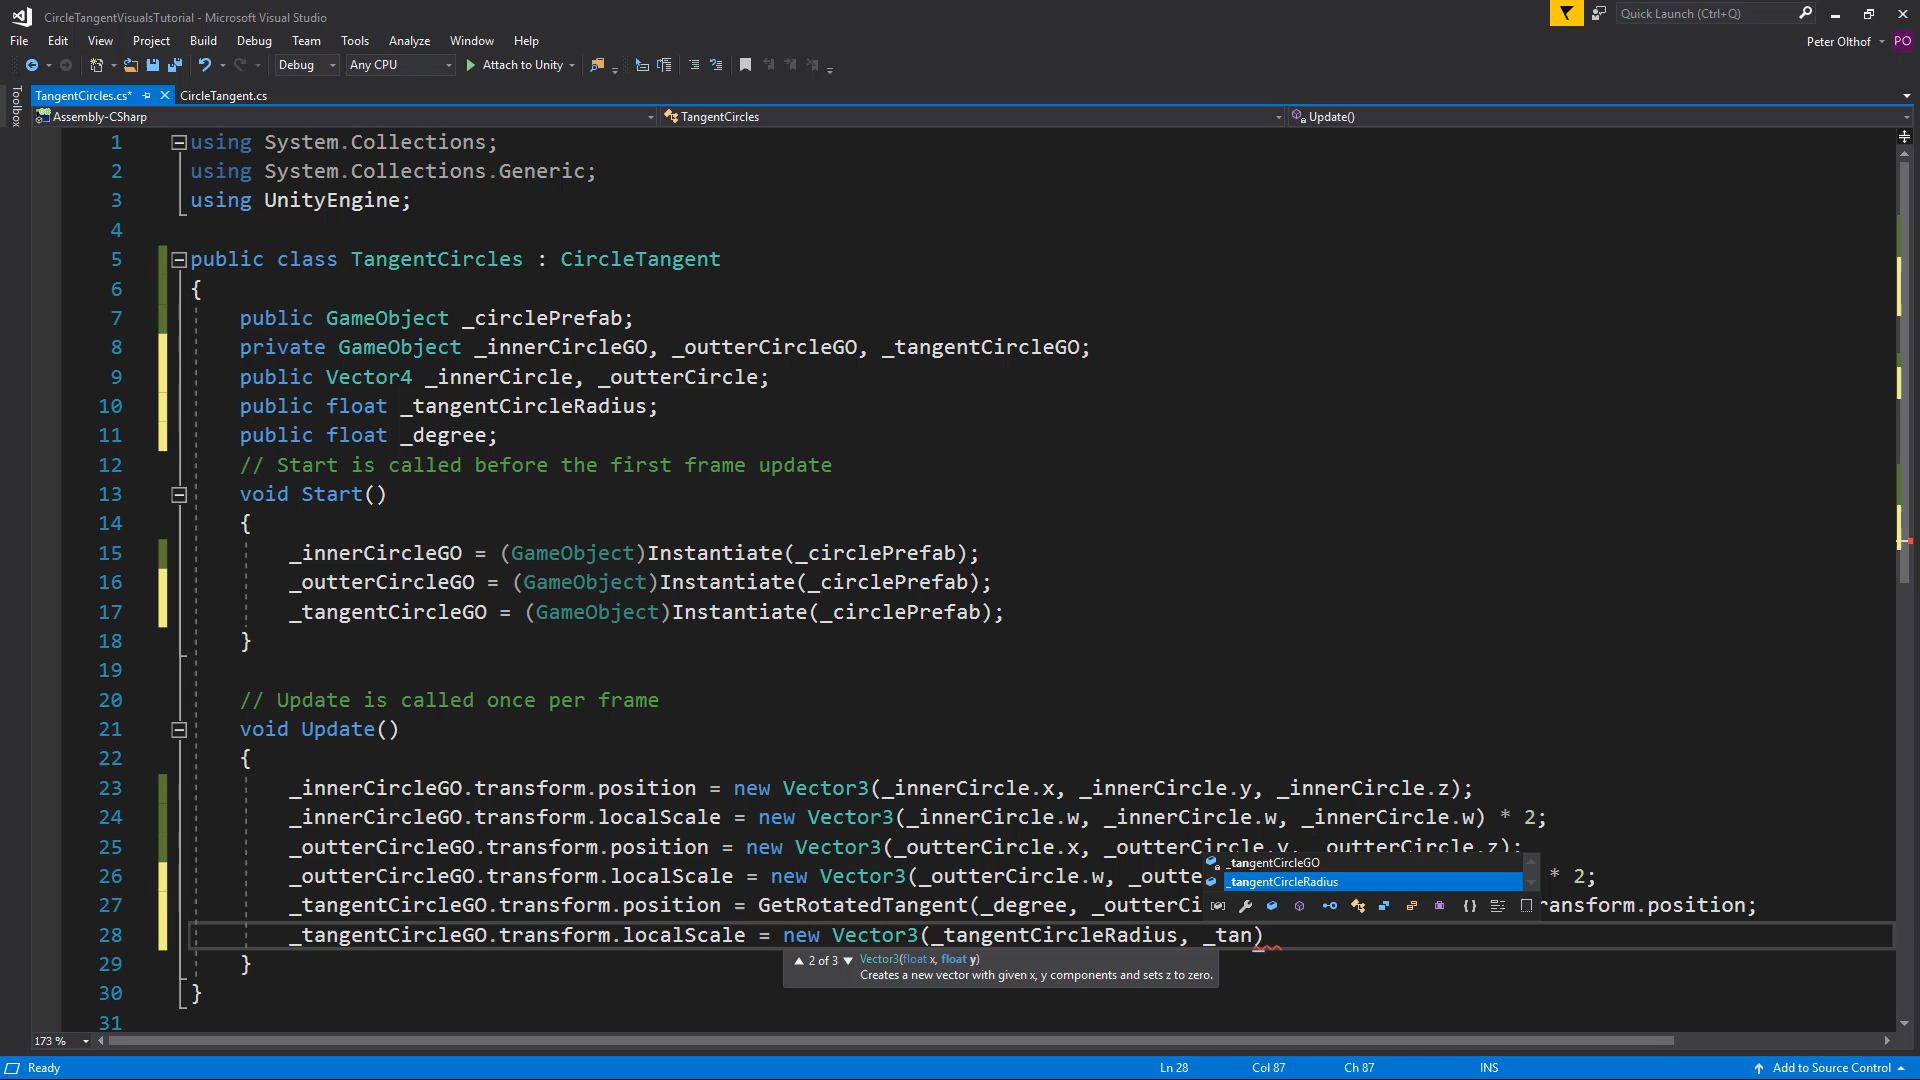 CircleTangentVisualsTutorial - Microsoft Visual Studio
Quick Launch (Ctrl+Q)
File Edit View Project Build Debug Team Tools Analyze Window Help
Peter Olthof PO
Debug Any CPU Attach to Unity
Toolbox
TangentCircles.cs* CircleTangent.cs
Assembly-CSharp TangentCircles Update()
1 using System.Collections;
2 using System.Collections.Generic;
3 using UnityEngine;
4
5 public class TangentCircles : CircleTangent
6 {
7 public GameObject _circlePrefab;
8 private GameObject _innerCircleGO, _outterCircleGO, _tangentCircleGO;
9 public Vector4 _innerCircle, _outterCircle;
10 public float _tangentCircleRadius;
11 public float _degree;
12 // Start is called before the first frame update
13 void Start()
14 {
15 _innerCircleGO = (GameObject)Instantiate(_circlePrefab);
16 _outterCircleGO = (GameObject)Instantiate(_circlePrefab);
17 _tangentCircleGO = (GameObject)Instantiate(_circlePrefab);
18 }
19
20 // Update is called once per frame
21 void Update()
22 {
23 _innerCircleGO.transform.position = new Vector3(_innerCircle.x, _innerCircle.y, _innerCircle.z);
24 _innerCircleGO.transform.localScale = new Vector3(_innerCircle.w, _innerCircle.w, _innerCircle.w) * 2;
25 _outterCircleGO.transform.position = new Vector3(_outterCircle.x, _outterCircle.y, _outterCircle.z);
_tangentCircleGO
26 _outterCircleGO.transform.localScale = new Vector3(_outterCircle.w, _outte * 2;
_tangentCircleRadius
27 _tangentCircleGO.transform.position = GetRotatedTangent(_degree, _outterCi ansform.position;
28 _tangentCircleGO.transform.localScale = new Vector3(_tangentCircleRadius, _tan)
2 of 3 Vector3(float x, float y)
Creates a new vector with given x, y components and sets z to zero.
29 }
30 }
31
173 %
Ready Ln 28 Col 87 Ch 87 INS Add to Source Control